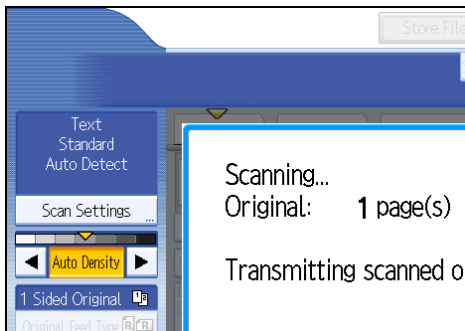 Store File
Text
Standard
Auto Detect
Scan Settings
Auto Density
1 Sided Original
Original Feed Type
Scanning...
Original: 1 page(s)
Transmitting scanned o